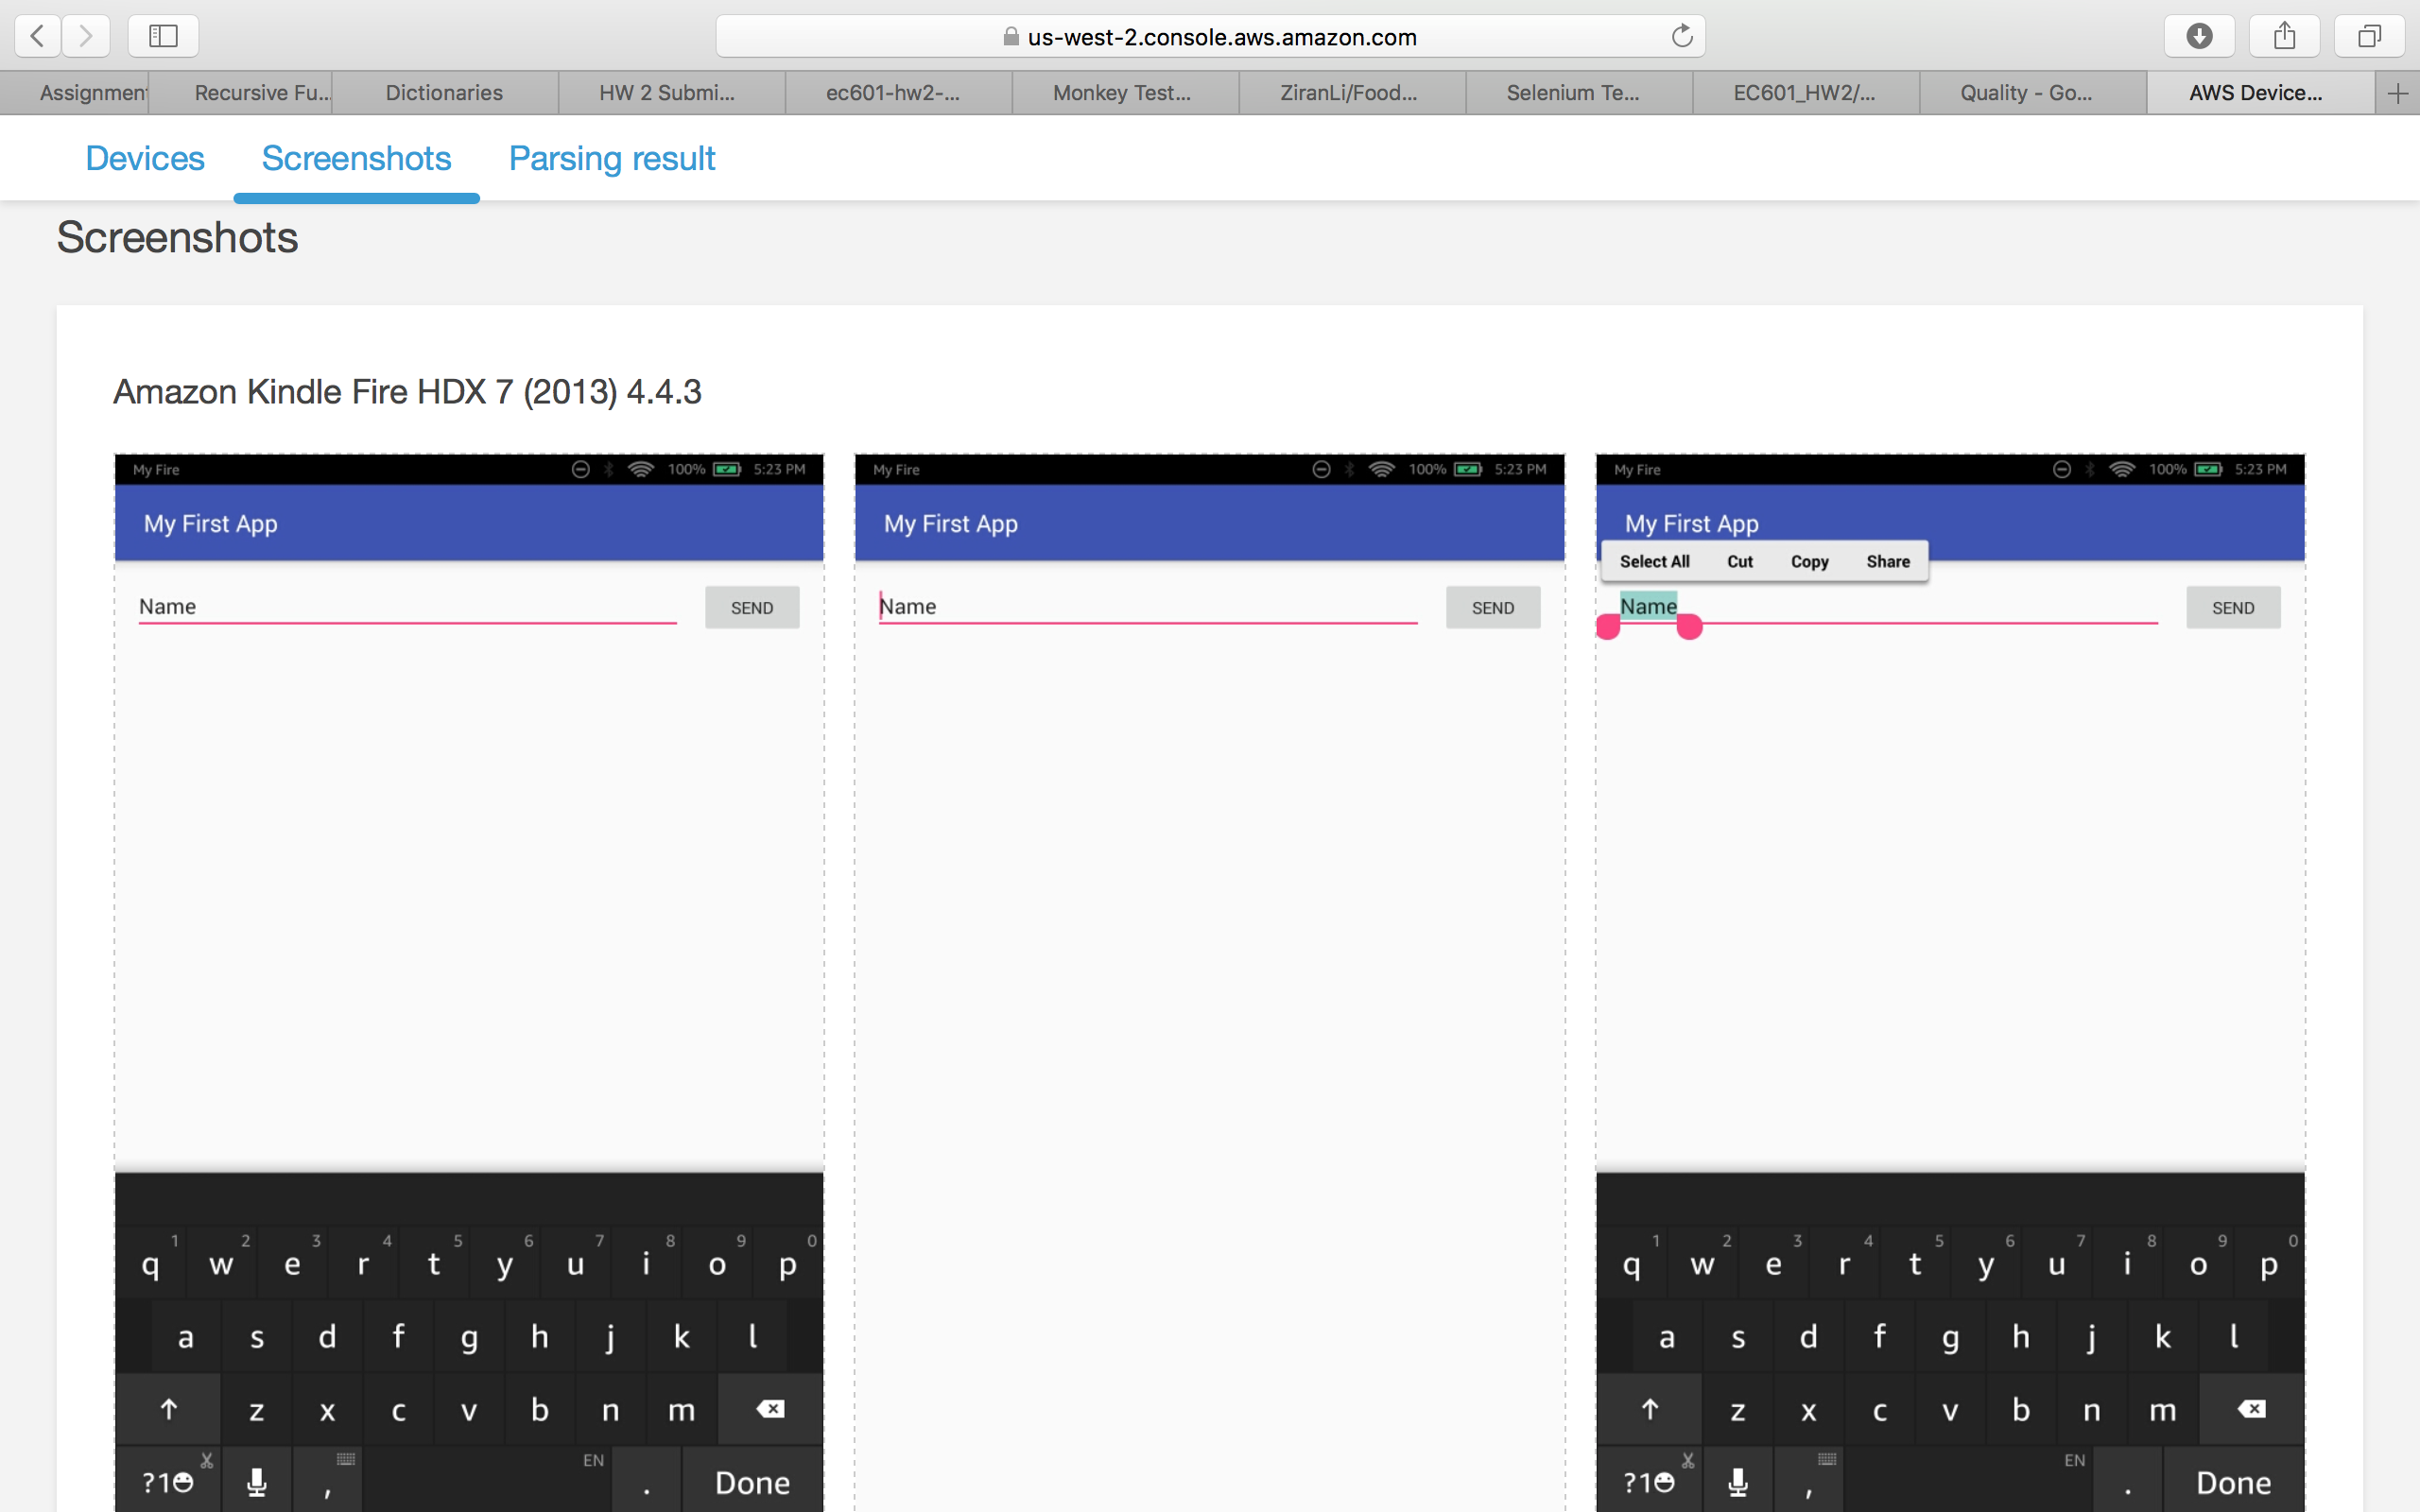 us-west-2.console.aws.amazon.com
Assignmen Recursive Fu... Dictionaries HW 2 Submi... ec601-hw2-... Monkey Test... ZiranLi/Food... Selenium Te... EC601_HW2/... Quality - Go... AWS Device...
Devices Screenshots Parsing result
Screenshots
Amazon Kindle Fire HDX 7 (2013) 4.4.3
My Fire 100% 5:23 PM
My First App
Name SEND
q 1 w 2 e 3 r 4 t 5 y 6 u 7 i 8 o 9 p 0
a s d f g h j k l
z x c v b n m
?1 , EN . Done
My Fire 100% 5:23 PM
My First App
Name SEND
My Fire 100% 5:23 PM
My First App
Select All Cut Copy Share
Name SEND
q 1 w 2 e 3 r 4 t 5 y 6 u 7 i 8 o 9 p 0
a s d f g h j k l
z x c v b n m
?1 , EN . Done